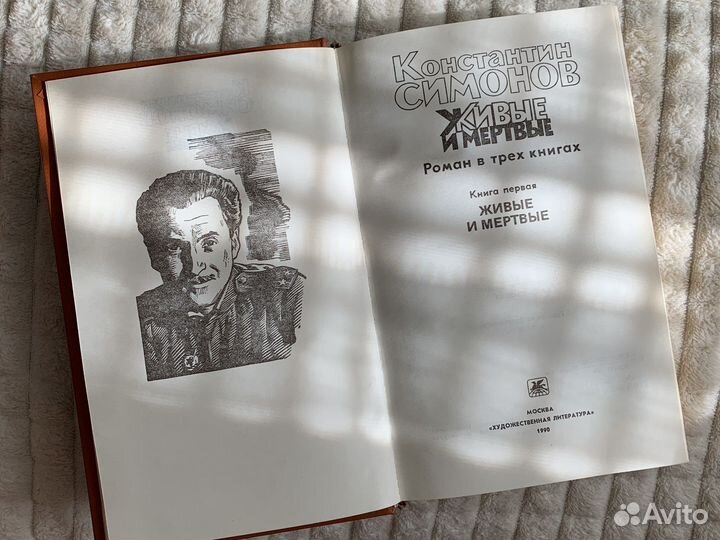 Константин
СИМОНОВ
ЖИВЫЕ
И МЕРТВЫЕ
Роман в трех книгах
Книга первая
ЖИВЫЕ
И МЕРТВЫЕ
МОСКВА
«ХУДОЖЕСТВЕННАЯ ЛИТЕРАТУРА»
1990
Avito